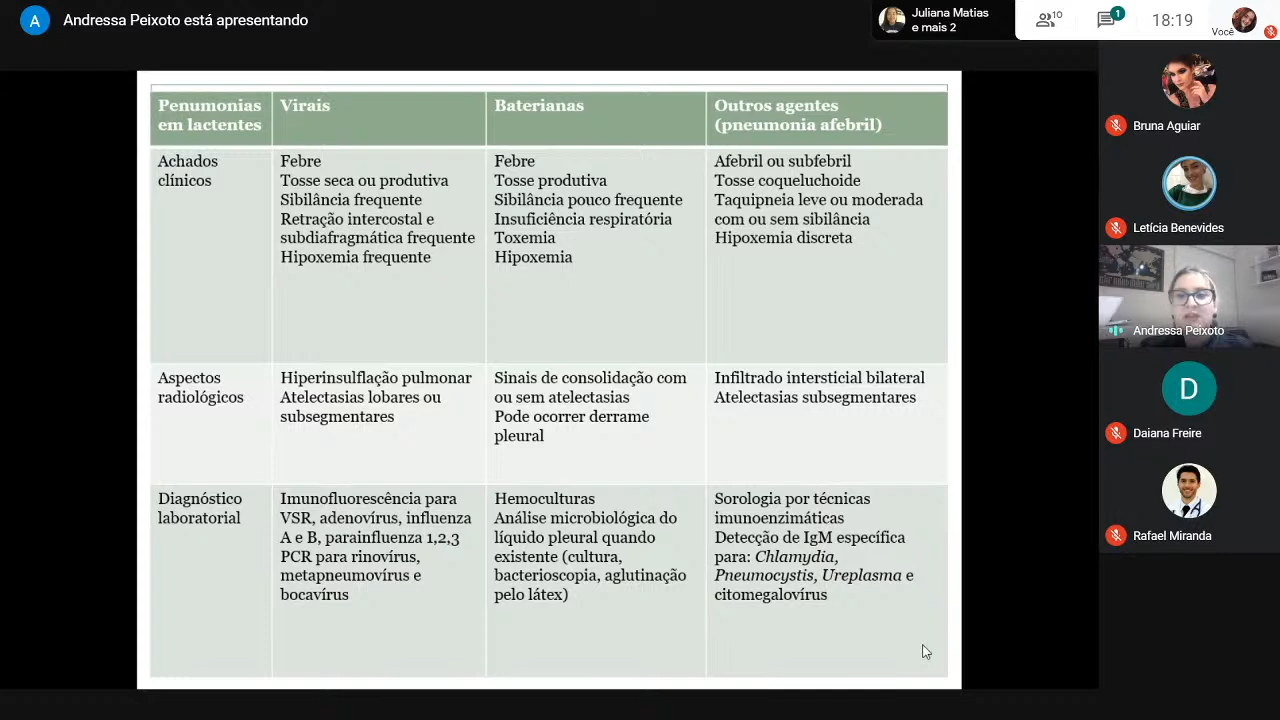 A
Andressa Peixoto está apresentando
Juliana Matias
e mais 2
10
1
18:19
Você
Penumonias
em lactentes
Virais
Baterianas
Outros agentes
(pneumonia afebril)
Achados
clínicos
Febre
Tosse seca ou produtiva
Sibilância frequente
Retração intercostal e
subdiafragmática frequente
Hipoxemia frequente
Febre
Tosse produtiva
Sibilância pouco frequente
Insuficiência respiratória
Toxemia
Hipoxemia
Afebril ou subfebril
Tosse coqueluchoide
Taquipneia leve ou moderada
com ou sem sibilância
Hipoxemia discreta
Aspectos
radiológicos
Hiperinsulflação pulmonar
Atelectasias lobares ou
subsegmentares
Sinais de consolidação com
ou sem atelectasias
Pode ocorrer derrame
pleural
Infiltrado intersticial bilateral
Atelectasias subsegmentares
Diagnóstico
laboratorial
Imunofluorescência para
VSR, adenovírus, influenza
A e B, parainfluenza 1,2,3
PCR para rinovírus,
metapneumovírus e
bocavírus
Hemoculturas
Análise microbiológica do
líquido pleural quando
existente (cultura,
bacterioscopia, aglutinação
pelo látex)
Sorologia por técnicas
imunoenzimáticas
Detecção de IgM específica
para: Chlamydia,
Pneumocystis, Ureplasma e
citomegalovírus
Bruna Aguiar
Letícia Benevides
Andressa Peixoto
D
Daiana Freire
Rafael Miranda